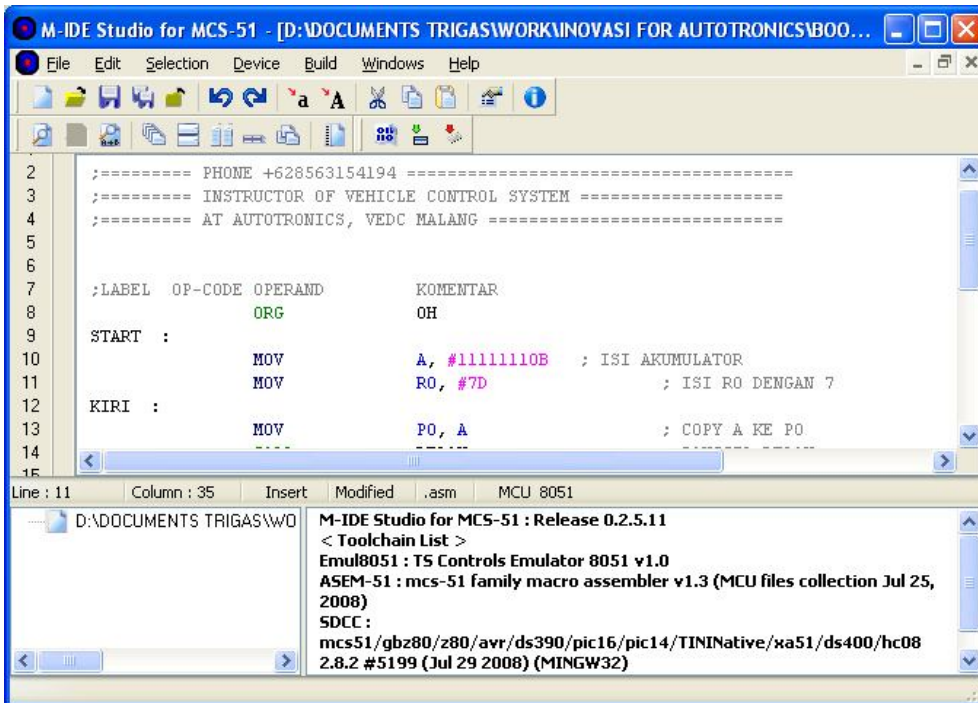 M-IDE Studio for MCS-51 - [D:\DOCUMENTS TRIGAS\WORK\INOVASI FOR AUTOTRONICS\BOO...
File Edit Selection Device Build Windows Help
2 ;========= PHONE +628563154194 ======================================
3 ;========= INSTRUCTOR OF VEHICLE CONTROL SYSTEM ====================
4 ;========= AT AUTOTRONICS, VEDC MALANG =============================
5
6
7 ;LABEL OP-CODE OPERAND KOMENTAR
8 ORG 0H
9 START :
10 MOV A, #11111110B ; ISI AKUMULATOR
11 MOV R0, #7D ; ISI R0 DENGAN 7
12 KIRI :
13 MOV P0, A ; COPY A KE P0
14
15
Line : 11 Column : 35 Insert Modified .asm MCU 8051
D:\DOCUMENTS TRIGAS\WO
M-IDE Studio for MCS-51 : Release 0.2.5.11
< Toolchain List >
Emul8051 : TS Controls Emulator 8051 v1.0
ASEM-51 : mcs-51 family macro assembler v1.3 (MCU files collection Jul 25,
2008)
SDCC :
mcs51/gbz80/z80/avr/ds390/pic16/pic14/TININative/xa51/ds400/hc08
2.8.2 #5199 (Jul 29 2008) (MINGW32)